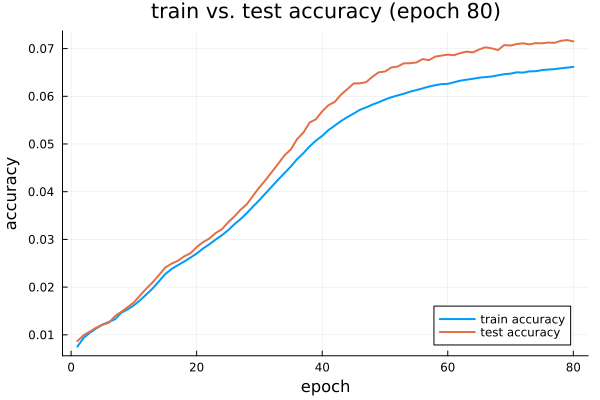 train vs. test accuracy (epoch 80)
accuracy
0.07
0.06
0.05
0.04
0.03
0.02
0.01
train accuracy
test accuracy
0 20 40 60 80
epoch